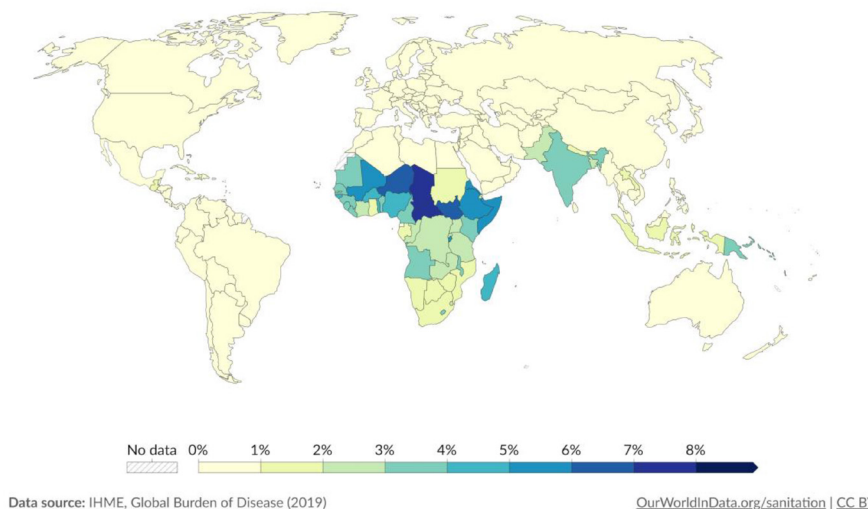 No data 0% 1% 2% 3% 4% 5% 6% 7% 8%
Data source: IHME, Global Burden of Disease (2019) OurWorldInData.org/sanitation | CC B